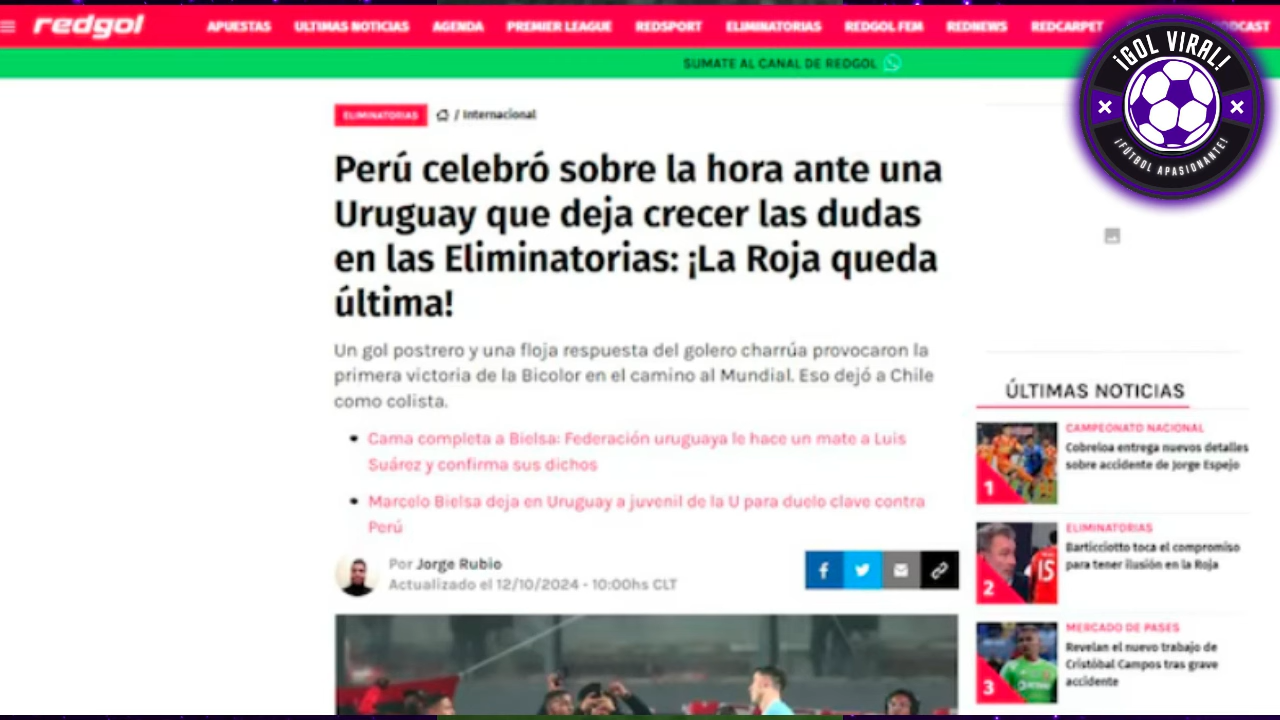 redgol
APUESTAS ULTIMAS NOTICIAS AGENDA PREMIER LEAGUE REDSPORT ELIMINATORIAS REDGOL FEM REDNEWS REDCARPET
SUMATE AL CANAL DE REDGOL
¡GOL VIRAL!
¡FÚTBOL APASIONANTE!
ELIMINATORIAS / Internacional
Perú celebró sobre la hora ante una
Uruguay que deja crecer las dudas
en las Eliminatorias: ¡La Roja queda
última!
Un gol postrero y una floja respuesta del golero charrúa provocaron la
primera victoria de la Bicolor en el camino al Mundial. Eso dejó a Chile
como colista.
Cama completa a Bielsa: Federación uruguaya le hace un mate a Luis
Suárez y confirma sus dichos
Marcelo Bielsa deja en Uruguay a juvenil de la U para duelo clave contra
Perú
Por Jorge Rubio
Actualizado el 12/10/2024 - 10:00hs CLT
ÚLTIMAS NOTICIAS
CAMPEONATO NACIONAL
Cobreloa entrega nuevos detalles
sobre accidente de Jorge Espejo
1
ELIMINATORIAS
Barticciotto toca el compromiso
para tener ilusión en la Roja
15
2
MERCADO DE PASES
Revelan el nuevo trabajo de
Cristóbal Campos tras grave
accidente
3